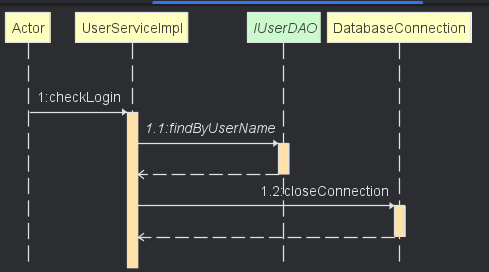 Actor
UserServiceImpl
IUserDAO
DatabaseConnection
1:checkLogin
1.1:findByUserName
1.2:closeConnection